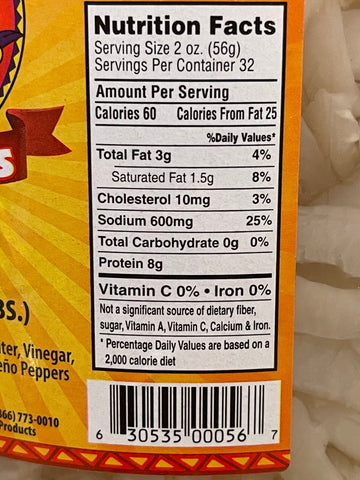 Nutrition Facts
Serving Size 2 oz. (56g)
Servings Per Container 32
Amount Per Serving
Calories 60 Calories From Fat 25
%Daily Values*
Total Fat 3g 4%
Saturated Fat 1.5g 8%
Cholesterol 10mg 3%
Sodium 600mg 25%
Total Carbohydrate 0g 0%
Protein 8g
Vitamin C 0% • Iron 0%
Not a significant source of dietary fiber,
sugar, Vitamin A, Vitamin C, Calcium & Iron.
* Percentage Daily Values are based on a
2,000 calorie diet
BS.)
Vinegar,
Peppers
773-0010
Products
6 30535 00056 7